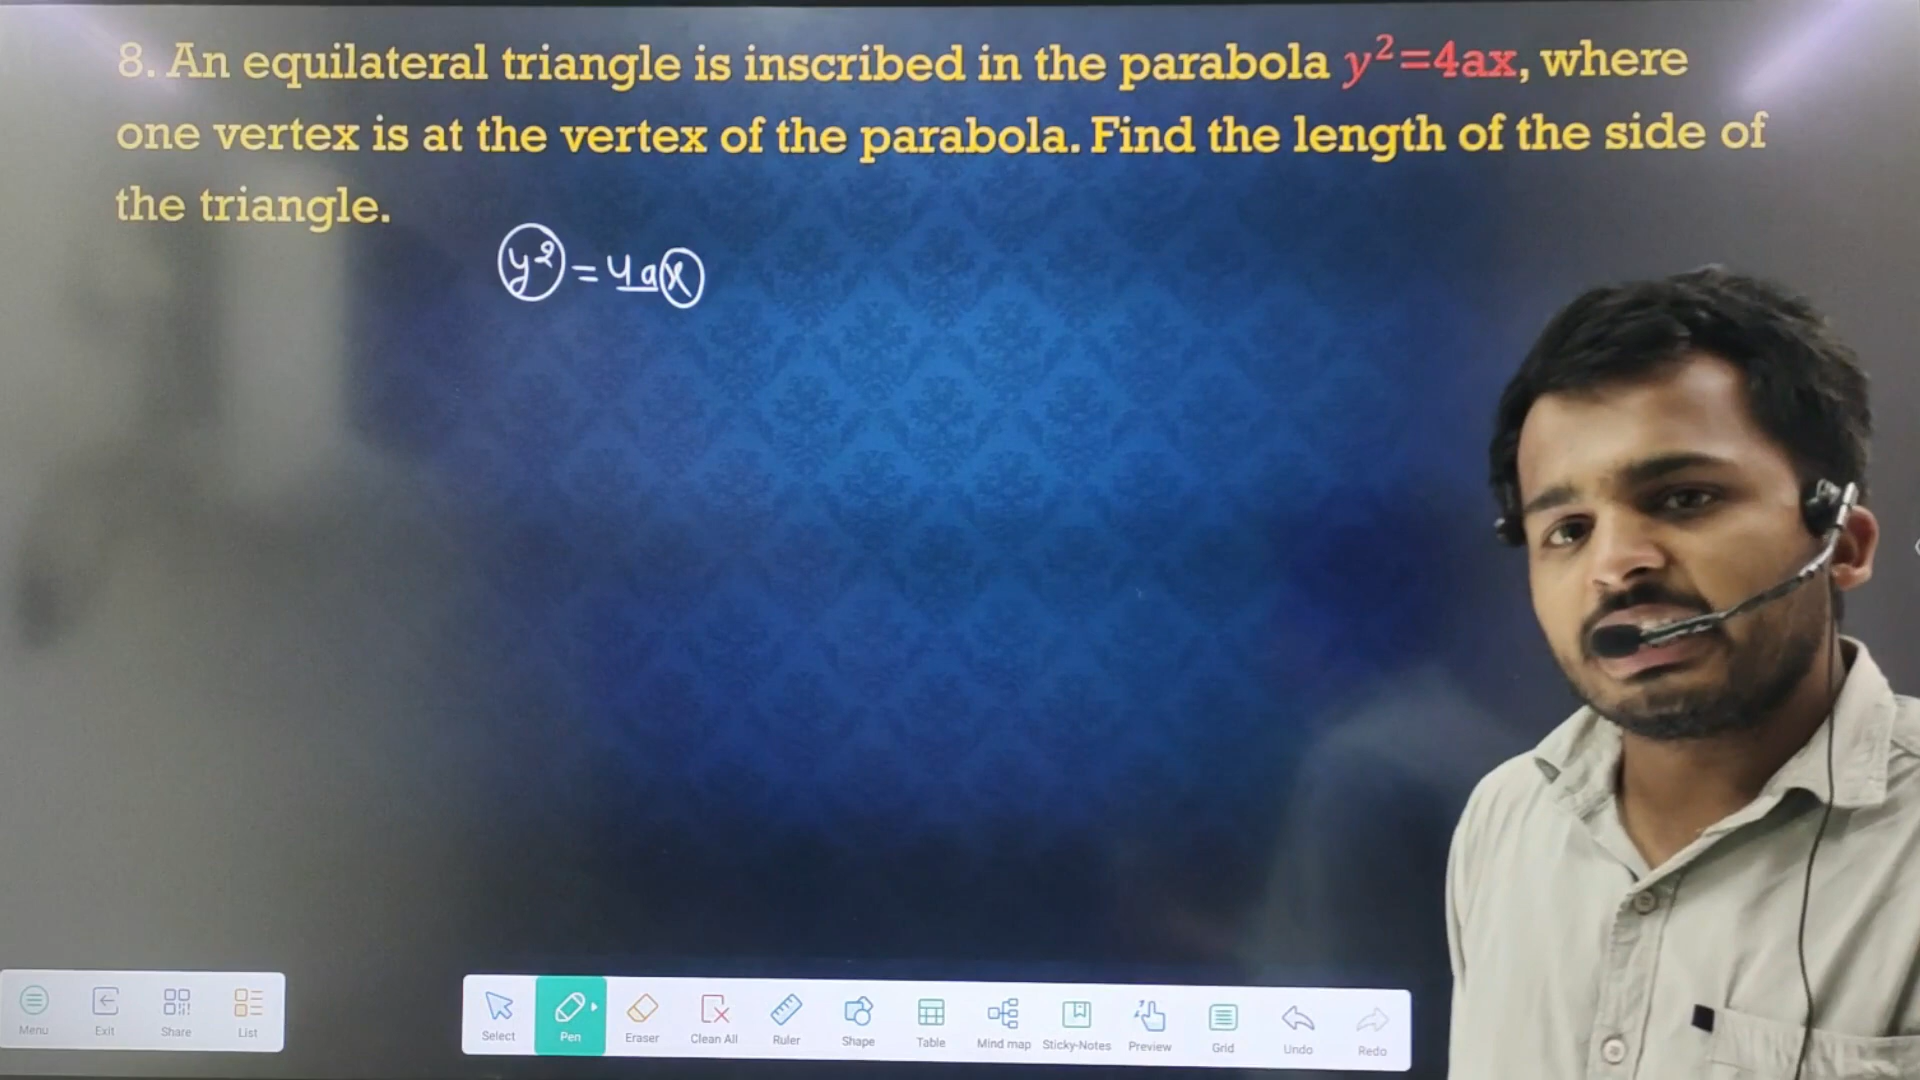 8. An equilateral triangle is inscribed in the parabola y²=4ax, where
one vertex is at the vertex of the parabola. Find the length of the side of
the triangle.
y² = 4ax
Menu Exit Share List
Select Pen Eraser Clean All Ruler Shape Table Mind map Sticky-Notes Preview Grid Undo Redo